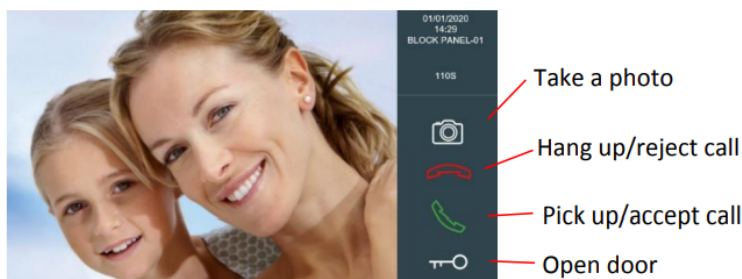 01/01/2020
14:29
BLOCK PANEL-01
110S
Take a photo
Hang up/reject call
Pick up/accept call
Open door